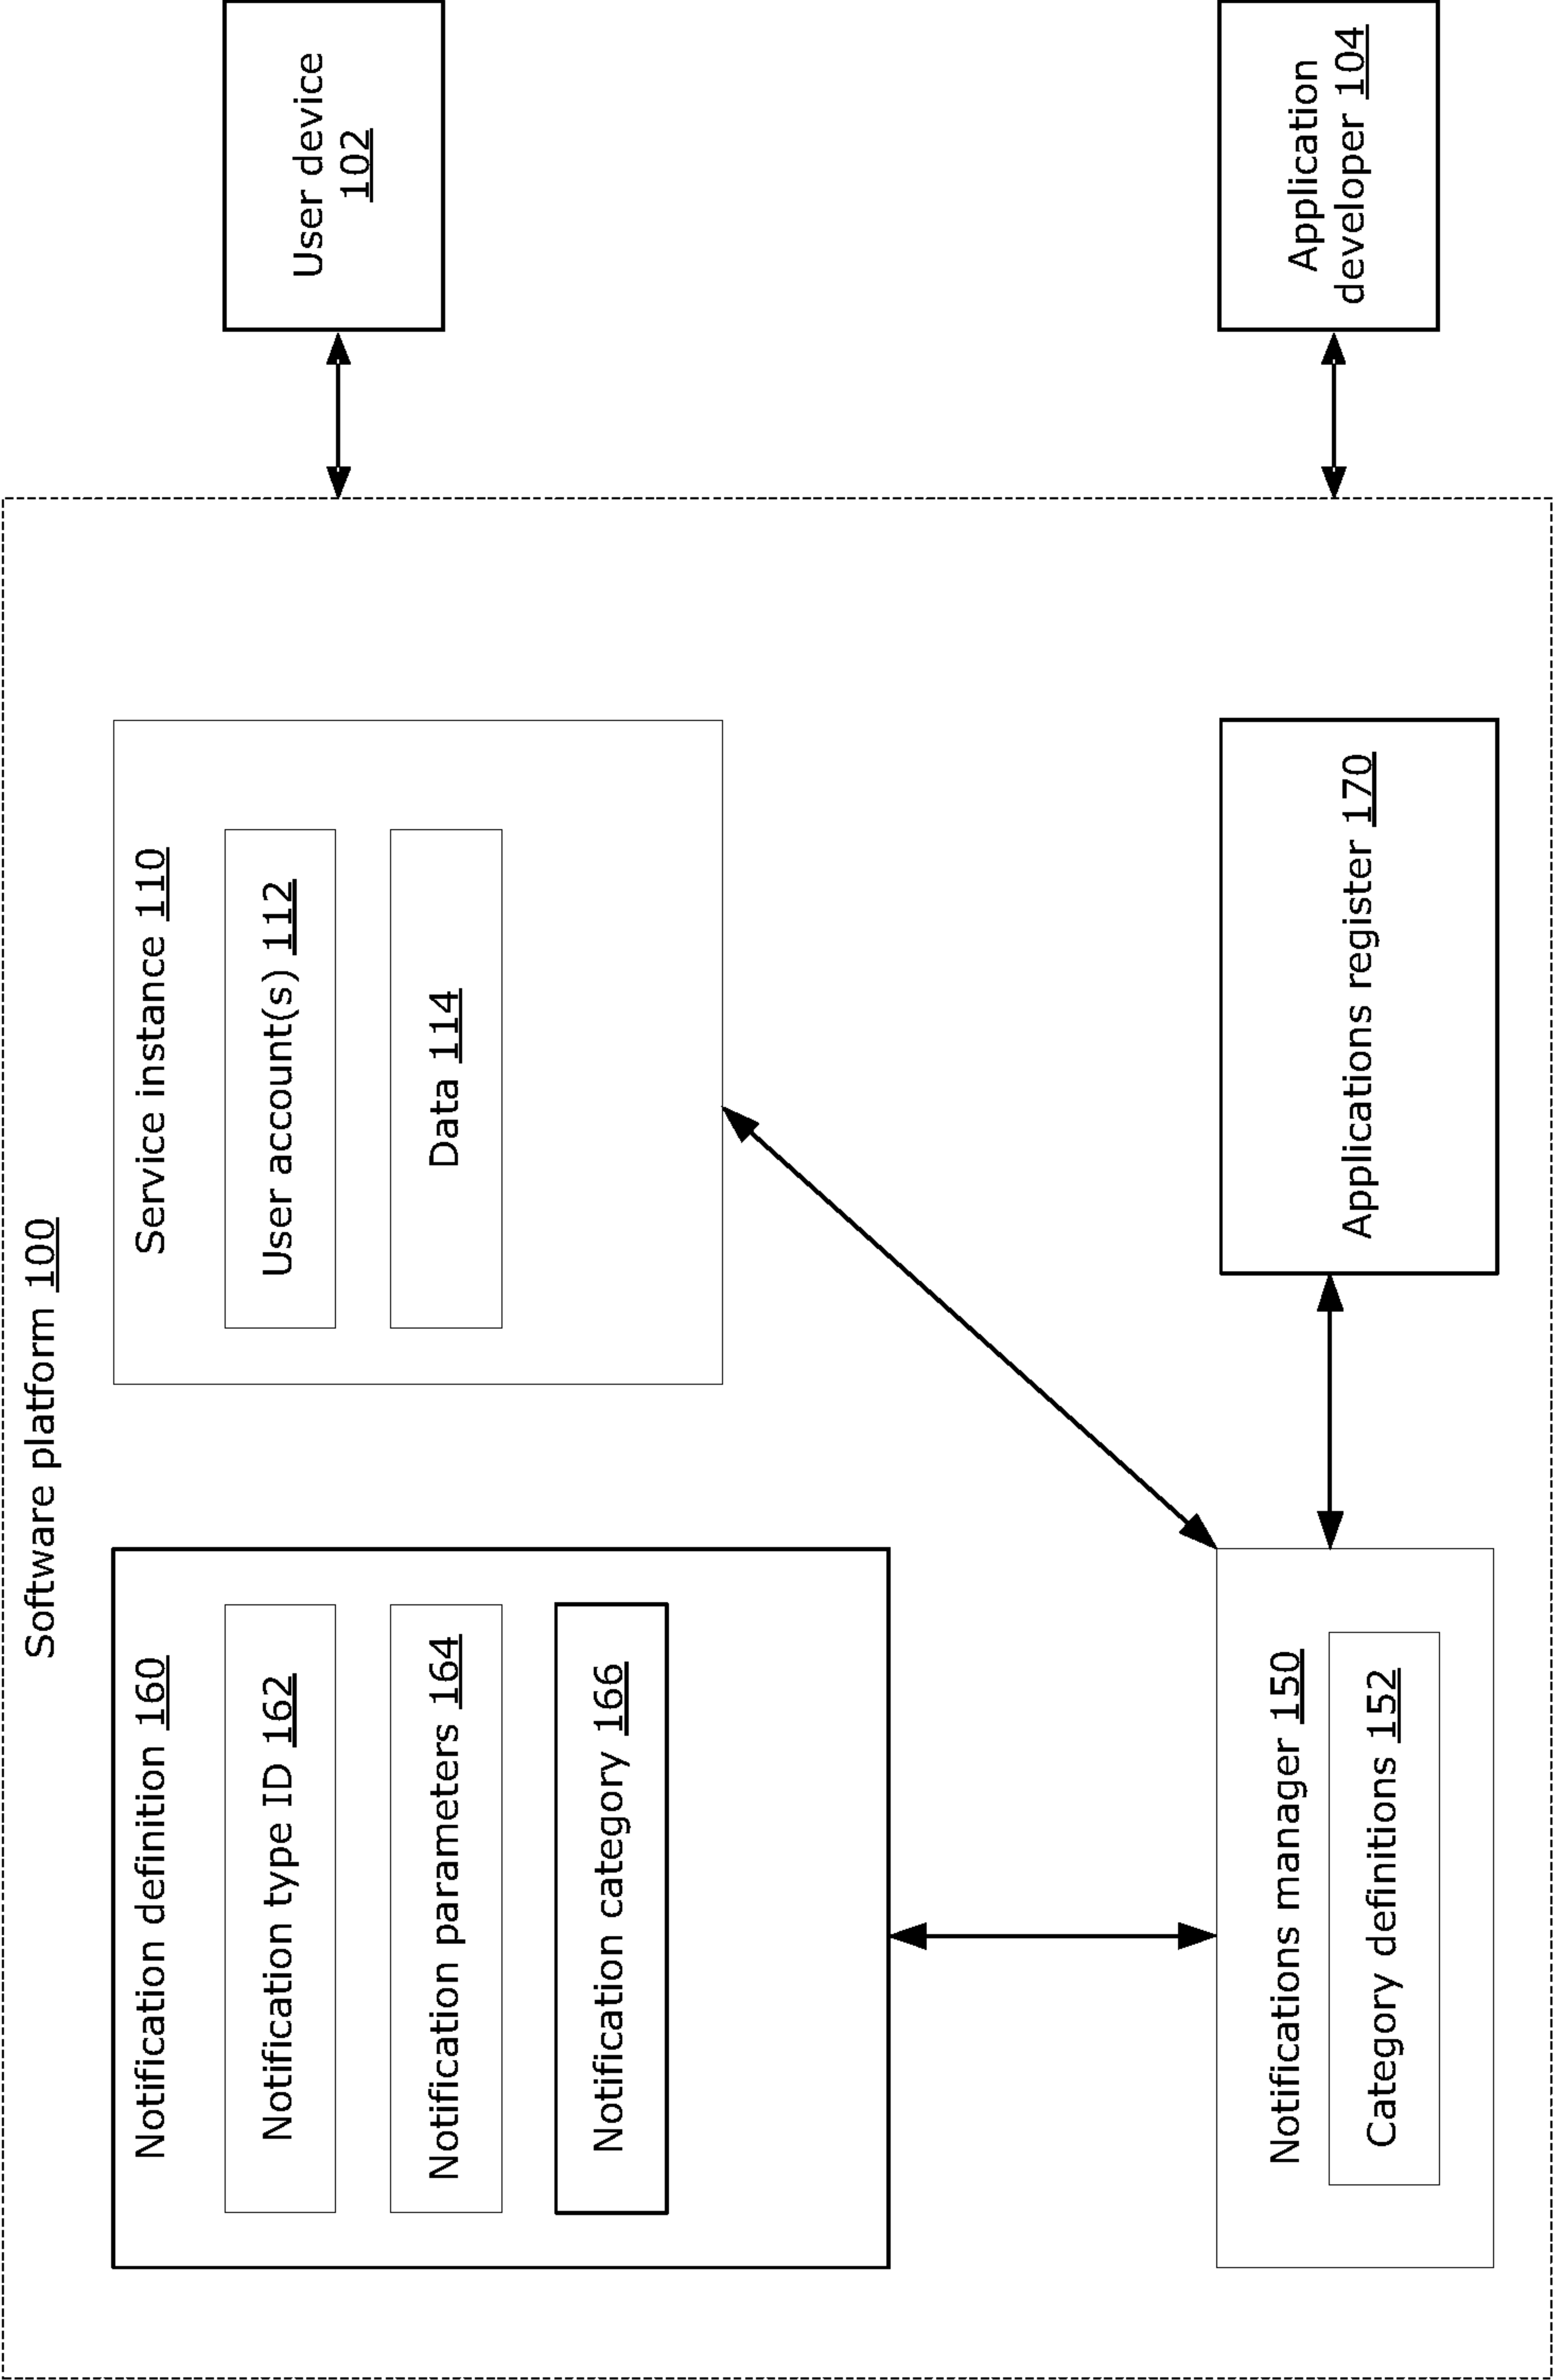 Software platform 100
Notification definition 160
Notification type ID 162
Notification parameters 164
Notification category 166
Service instance 110
User account(s) 112
Data 114
User device
102
Notifications manager 150
Category definitions 152
Applications register 170
Application
developer 104